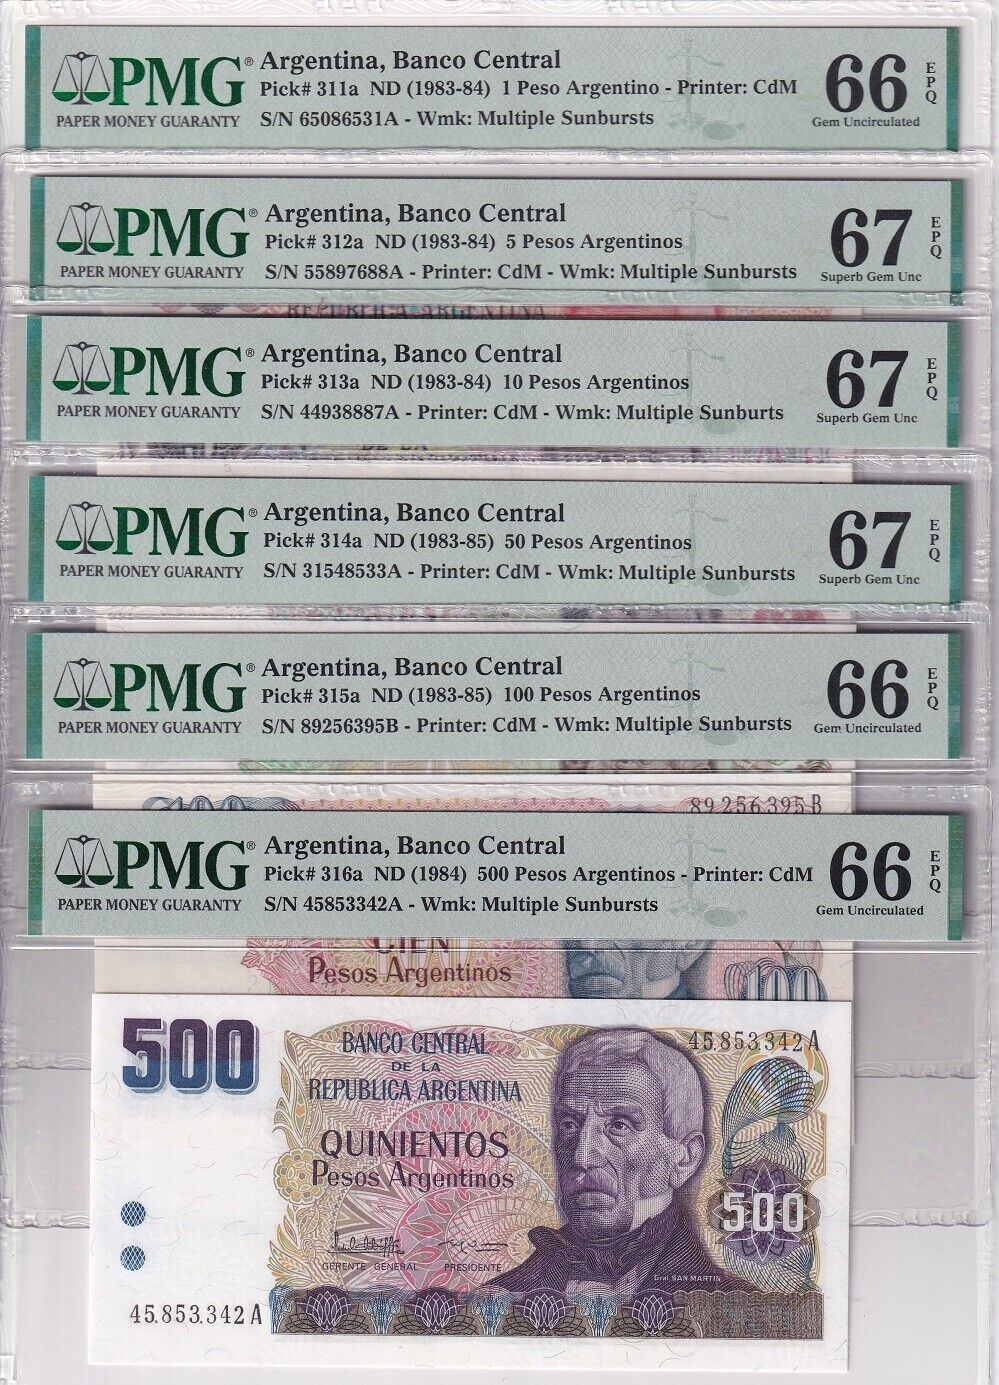 PMG®
PAPER MONEY GUARANTY
Argentina, Banco Central
Pick# 311a ND (1983-84) 1 Peso Argentino - Printer: CdM
S/N 65086531A - Wmk: Multiple Sunbursts
66 EPQ
Gem Uncirculated
PMG®
PAPER MONEY GUARANTY
Argentina, Banco Central
Pick# 312a ND (1983-84) 5 Pesos Argentinos
S/N 55897688A - Printer: CdM - Wmk: Multiple Sunbursts
67 EPQ
Superb Gem Unc
REPUBLICA ARGENTINA
PMG®
PAPER MONEY GUARANTY
Argentina, Banco Central
Pick# 313a ND (1983-84) 10 Pesos Argentinos
S/N 44938887A - Printer: CdM - Wmk: Multiple Sunburts
67 EPQ
Superb Gem Unc
PMG®
PAPER MONEY GUARANTY
Argentina, Banco Central
Pick# 314a ND (1983-85) 50 Pesos Argentinos
S/N 31548533A - Printer: CdM - Wmk: Multiple Sunbursts
67 EPQ
Superb Gem Unc
PMG®
PAPER MONEY GUARANTY
Argentina, Banco Central
Pick# 315a ND (1983-85) 100 Pesos Argentinos
S/N 89256395B - Printer: CdM - Wmk: Multiple Sunbursts
66 EPQ
Gem Uncirculated
100
89.256.395 B
PMG®
PAPER MONEY GUARANTY
Argentina, Banco Central
Pick# 316a ND (1984) 500 Pesos Argentinos - Printer: CdM
S/N 45853342A - Wmk: Multiple Sunbursts
66 EPQ
Gem Uncirculated
CIEN
Pesos Argentinos
100
500
BANCO CENTRAL
DE LA
REPUBLICA ARGENTINA
45.853.342 A
QUINIENTOS
Pesos Argentinos
500
GERENTE GENERAL
PRESIDENTE
Gral. SAN MARTIN
45.853.342 A